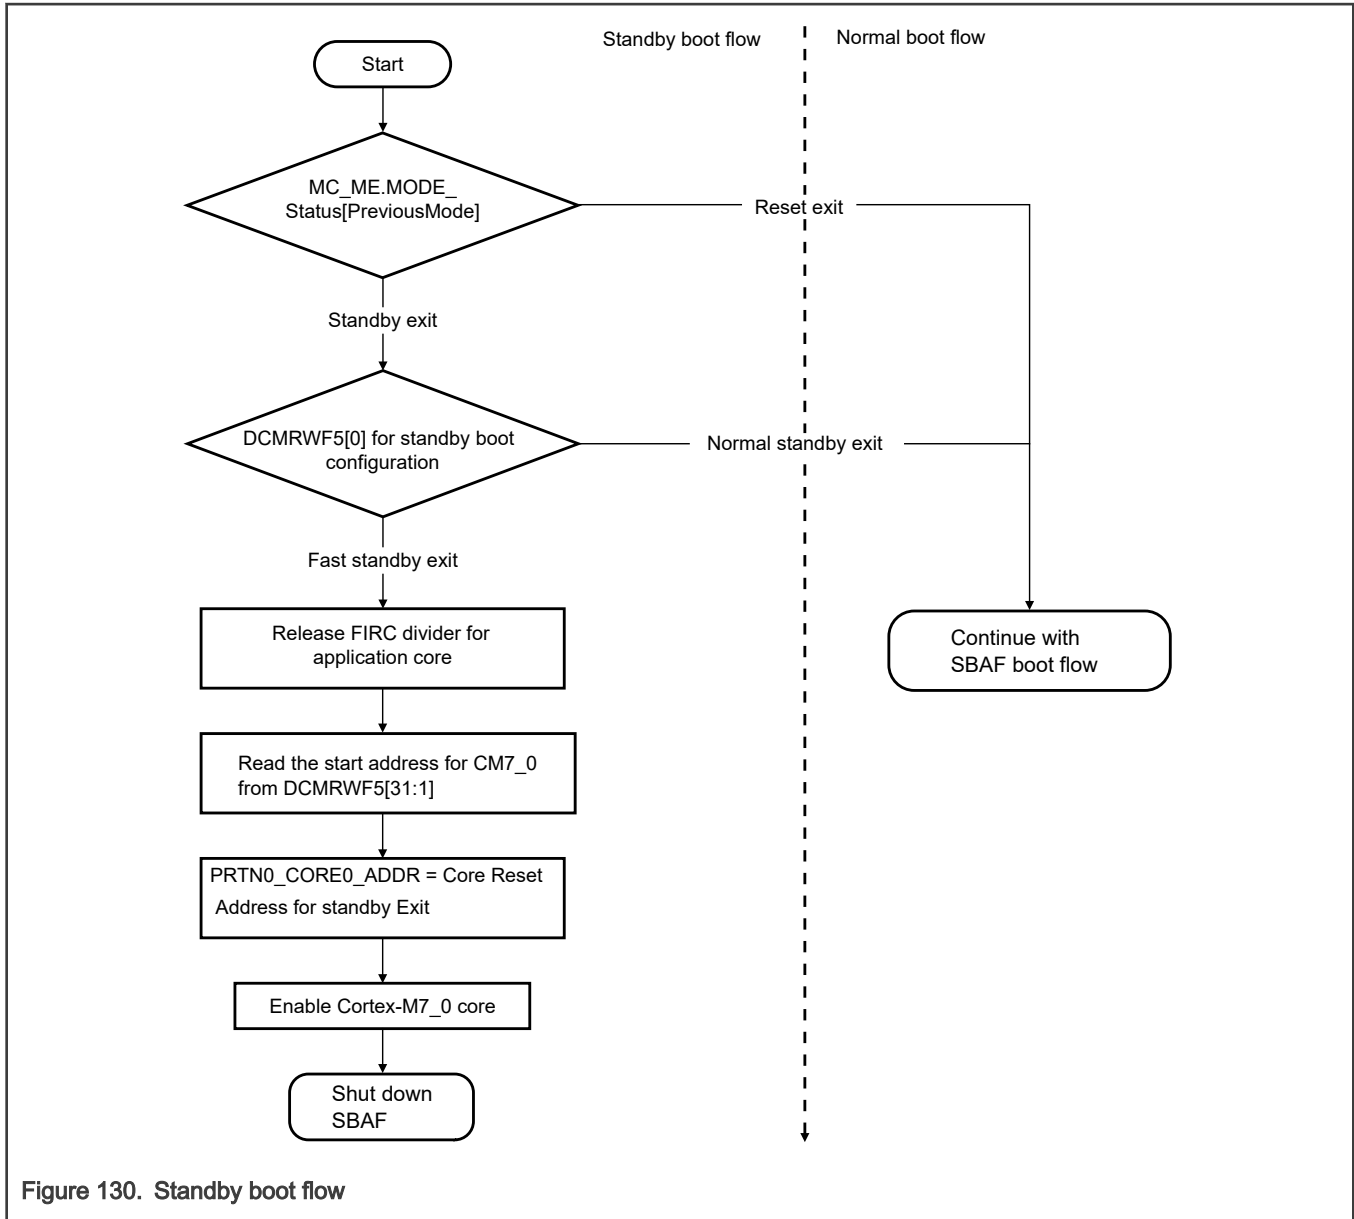 Standby boot flow
Normal boot flow
Start
MC_ME.MODE_
Status[PreviousMode]
Reset exit
Standby exit
DCMRWF5[0] for standby boot
configuration
Normal standby exit
Fast standby exit
Release FIRC divider for
application core
Continue with
SBAF boot flow
Read the start address for CM7_0
from DCMRWF5[31:1]
PRTN0_CORE0_ADDR = Core Reset
Address for standby Exit
Enable Cortex-M7_0 core
Shut down
SBAF
Figure 130. Standby boot flow